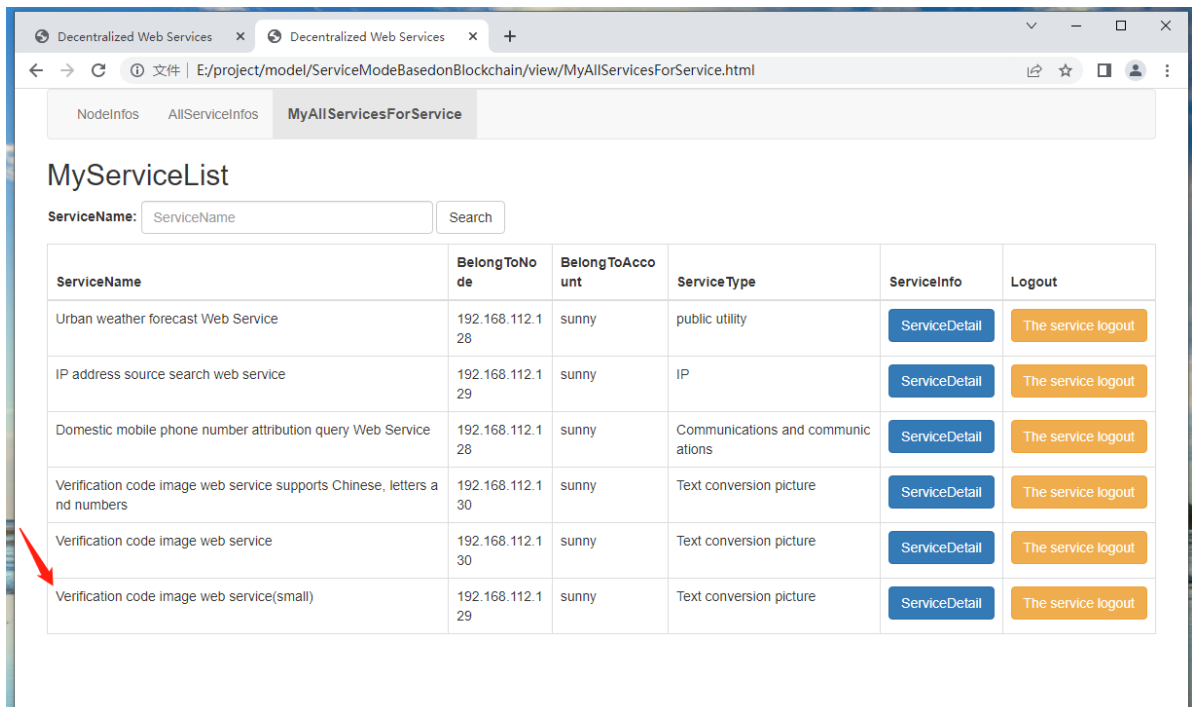 Decentralized Web Services
Decentralized Web Services
文件 E:/project/model/ServiceModeBasedonBlockchain/view/MyAllServicesForService.html
NodeInfos AllServiceInfos MyAllServicesForService
MyServiceList
ServiceName: ServiceName Search
ServiceName BelongToNo
de BelongToAcco
unt ServiceType ServiceInfo Logout
Urban weather forecast Web Service 192.168.112.1
28 sunny public utility ServiceDetail The service logout
IP address source search web service 192.168.112.1
29 sunny IP ServiceDetail The service logout
Domestic mobile phone number attribution query Web Service 192.168.112.1
28 sunny Communications and communic
ations ServiceDetail The service logout
Verification code image web service supports Chinese, letters a
nd numbers 192.168.112.1
30 sunny Text conversion picture ServiceDetail The service logout
Verification code image web service 192.168.112.1
30 sunny Text conversion picture ServiceDetail The service logout
Verification code image web service(small) 192.168.112.1
29 sunny Text conversion picture ServiceDetail The service logout